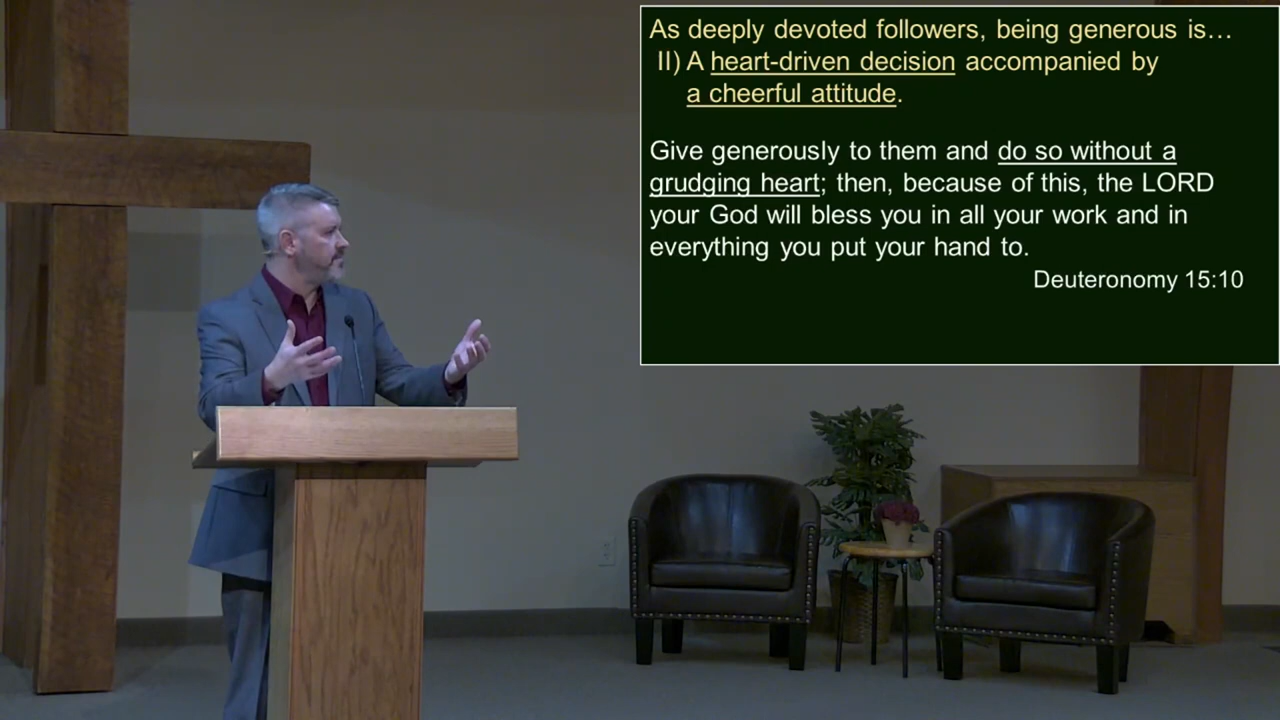 As deeply devoted followers, being generous is…
II) A heart-driven decision accompanied by
a cheerful attitude.
Give generously to them and do so without a
grudging heart; then, because of this, the LORD
your God will bless you in all your work and in
everything you put your hand to.
Deuteronomy 15:10